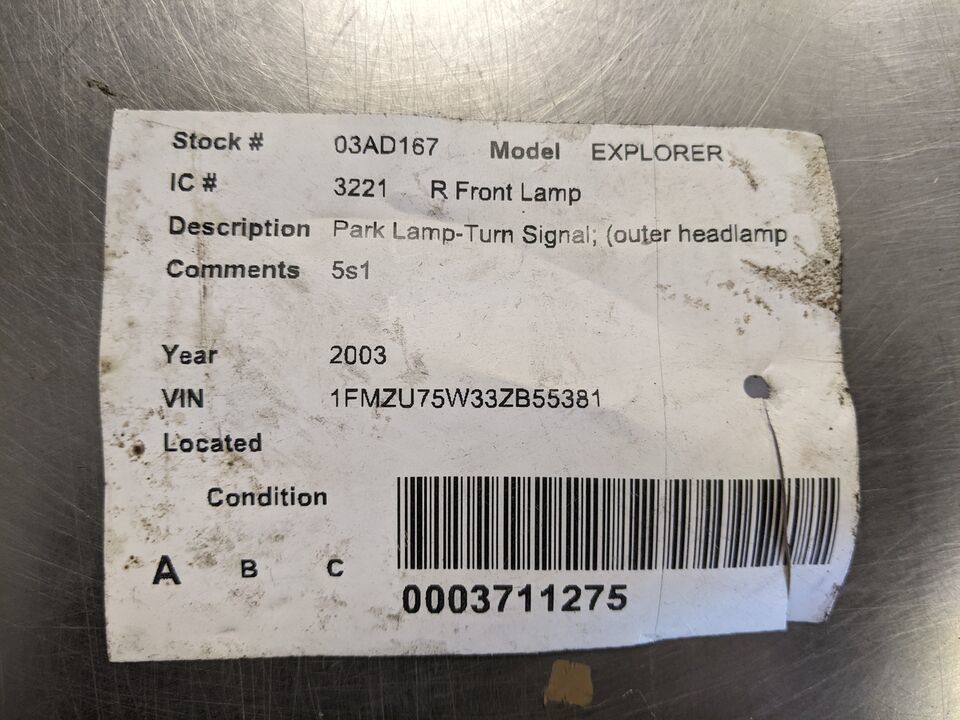 Stock # 03AD167 Model EXPLORER
IC # 3221 R Front Lamp
Description Park Lamp-Turn Signal; (outer headlamp
Comments 5s1
Year 2003
VIN 1FMZU75W33ZB55381
Located
Condition
A B C
0003711275